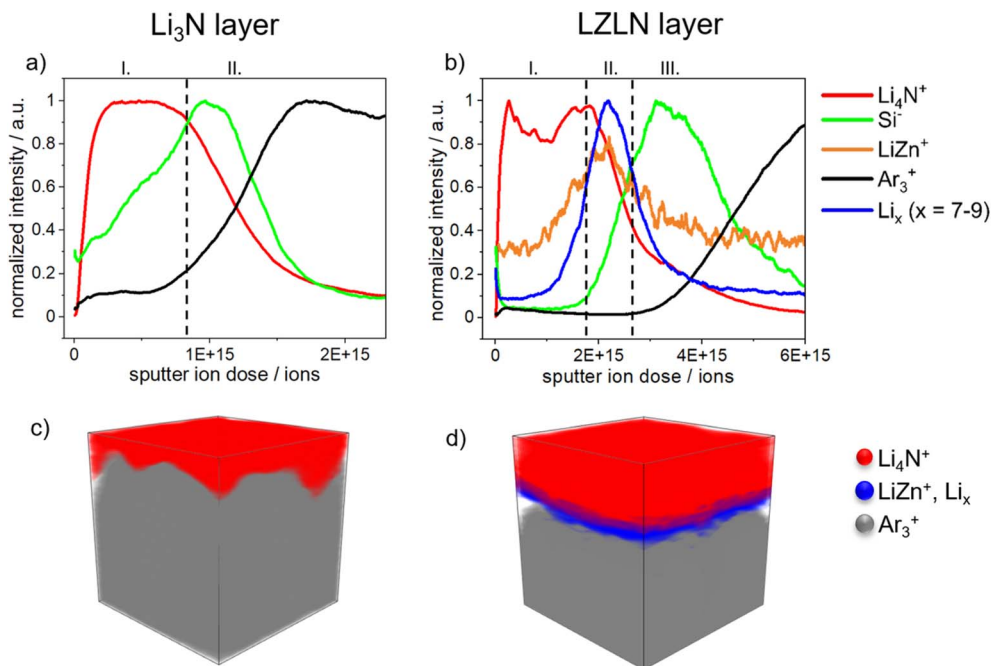 Li₃N layer
LZLN layer
a)
I.
II.
normalized intensity / a.u.
1
0.8
0.6
0.4
0.2
0
0
1E+15
2E+15
sputter ion dose / ions
b)
I.
II.
III.
normalized intensity / a.u.
1
0.8
0.6
0.4
0.2
0
0
2E+15
4E+15
6E+15
sputter ion dose / ions
Li₄N⁺
Si⁻
LiZn⁺
Ar₃⁺
Liₓ (x = 7-9)
c)
d)
Li₄N⁺
LiZn⁺, Liₓ
Ar₃⁺